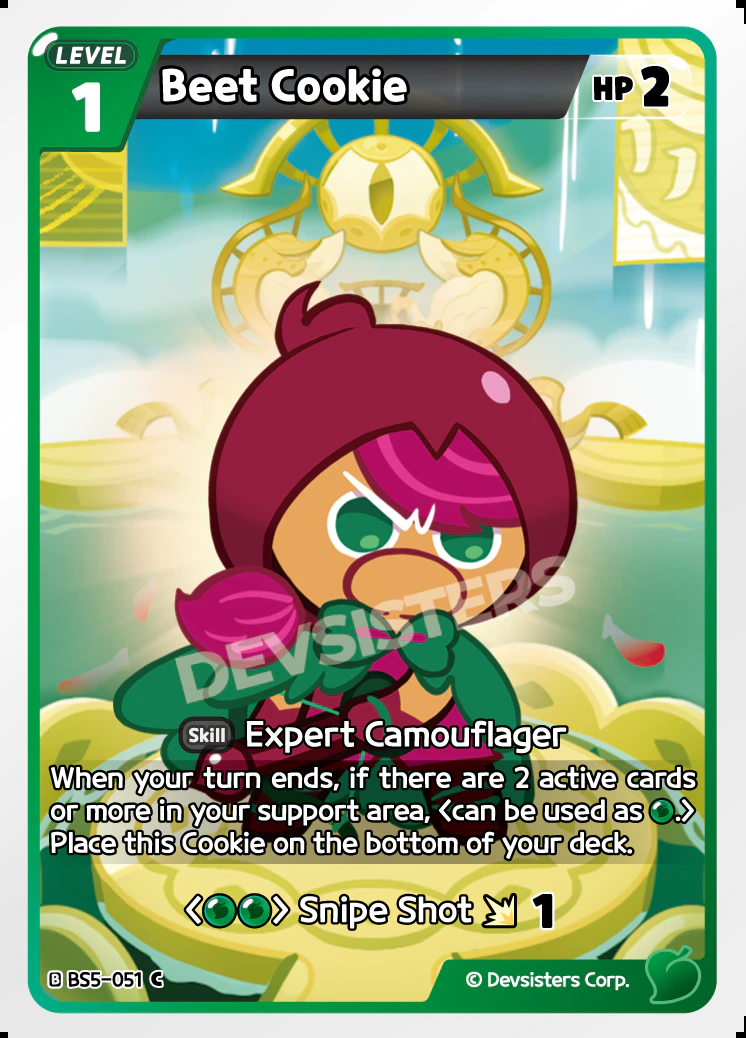 LEVEL
1
Beet Cookie
HP 2
DEVSISTERS
Skill Expert Camouflager
When your turn ends, if there are 2 active cards
or more in your support area, <can be used as .>
Place this Cookie on the bottom of your deck.
< > Snipe Shot 1
B BS5-051 C
© Devsisters Corp.